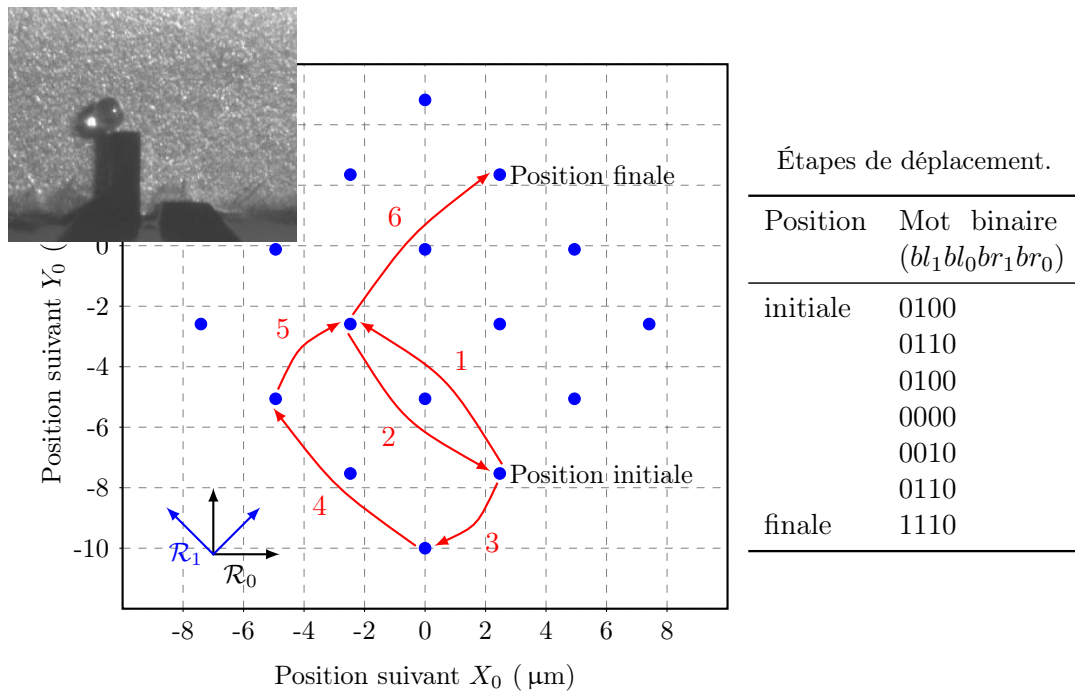 Position finale
6
Position suivant Y₀ (
0
-2
-4
-6
-8
-10
5
1
2
Position initiale
4
3
R₁
R₀
-8
-6
-4
-2
0
2
4
6
8
Position suivant X₀ ( µm)
Étapes de déplacement.
Position Mot binaire
(bl₁bl₀br₁br₀)
initiale 0100
0110
0100
0000
0010
0110
finale 1110